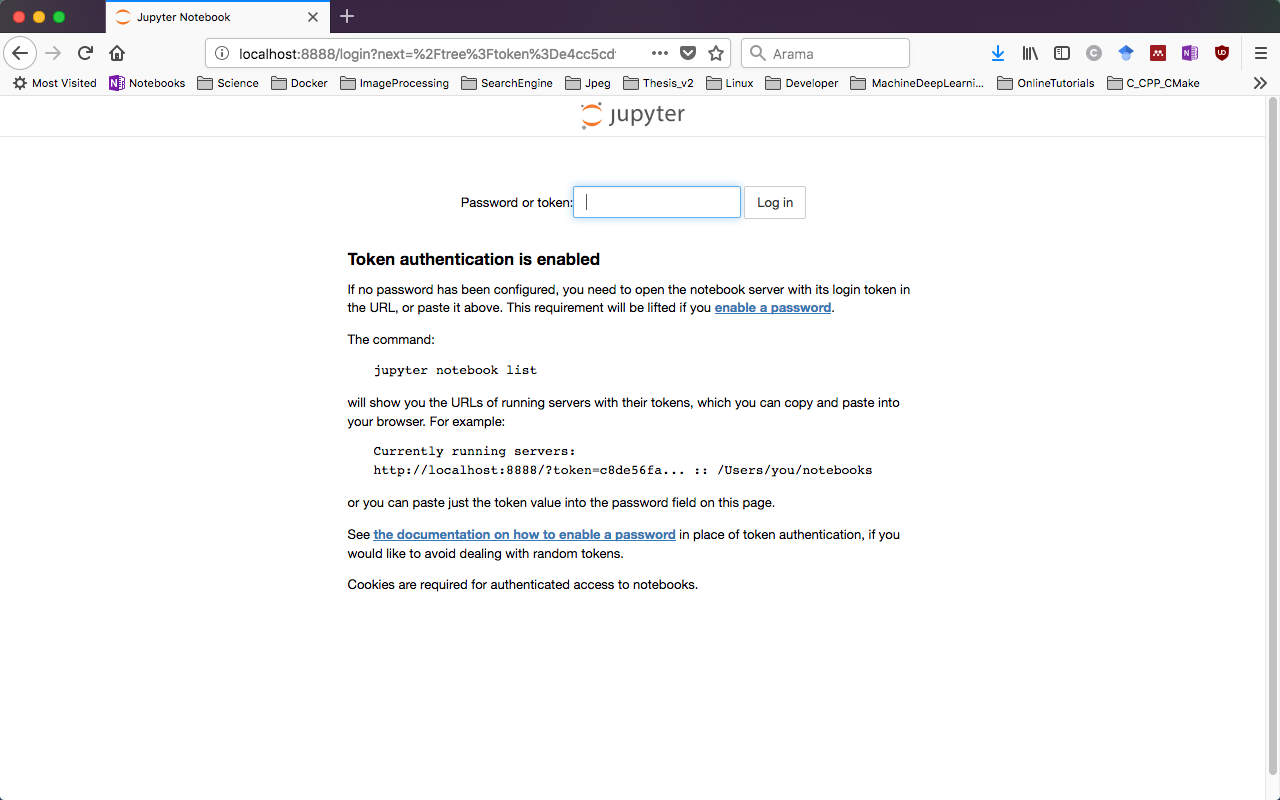 Jupyter Notebook
localhost:8888/login?next=%2Ftree%3Ftoken%3De4cc5cd
Arama
Most Visited Notebooks Science Docker ImageProcessing SearchEngine Jpeg Thesis_v2 Linux Developer MachineDeepLearni... OnlineTutorials C_CPP_CMake
jupyter
Password or token: Log in
Token authentication is enabled
If no password has been configured, you need to open the notebook server with its login token in
the URL, or paste it above. This requirement will be lifted if you enable a password.
The command:
jupyter notebook list
will show you the URLs of running servers with their tokens, which you can copy and paste into
your browser. For example:
Currently running servers:
http://localhost:8888/?token=c8de56fa... :: /Users/you/notebooks
or you can paste just the token value into the password field on this page.
See the documentation on how to enable a password in place of token authentication, if you
would like to avoid dealing with random tokens.
Cookies are required for authenticated access to notebooks.